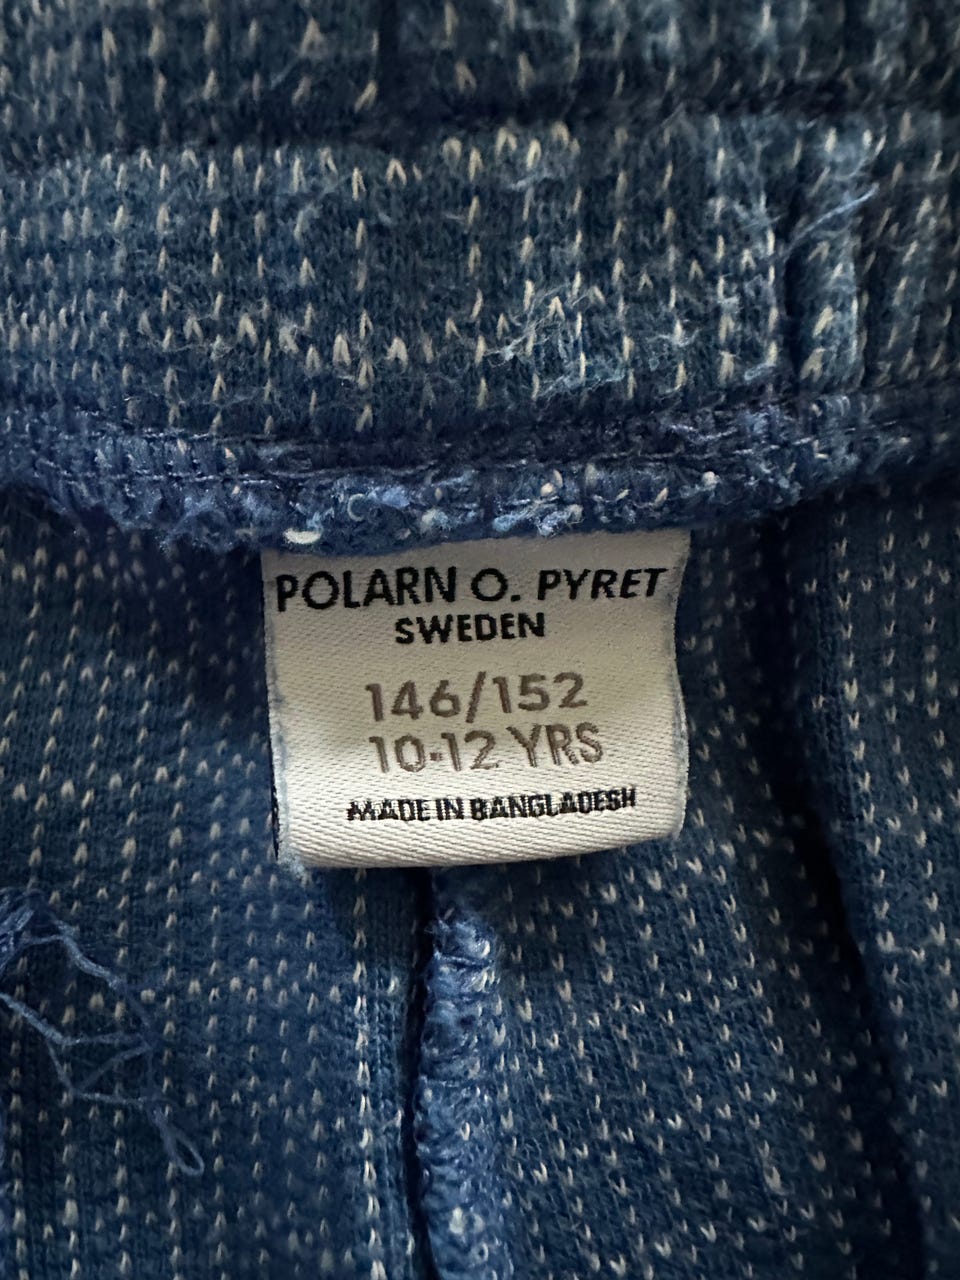 POLARN O. PYRET
SWEDEN
146/152
10-12 YRS
MADE IN BANGLADESH